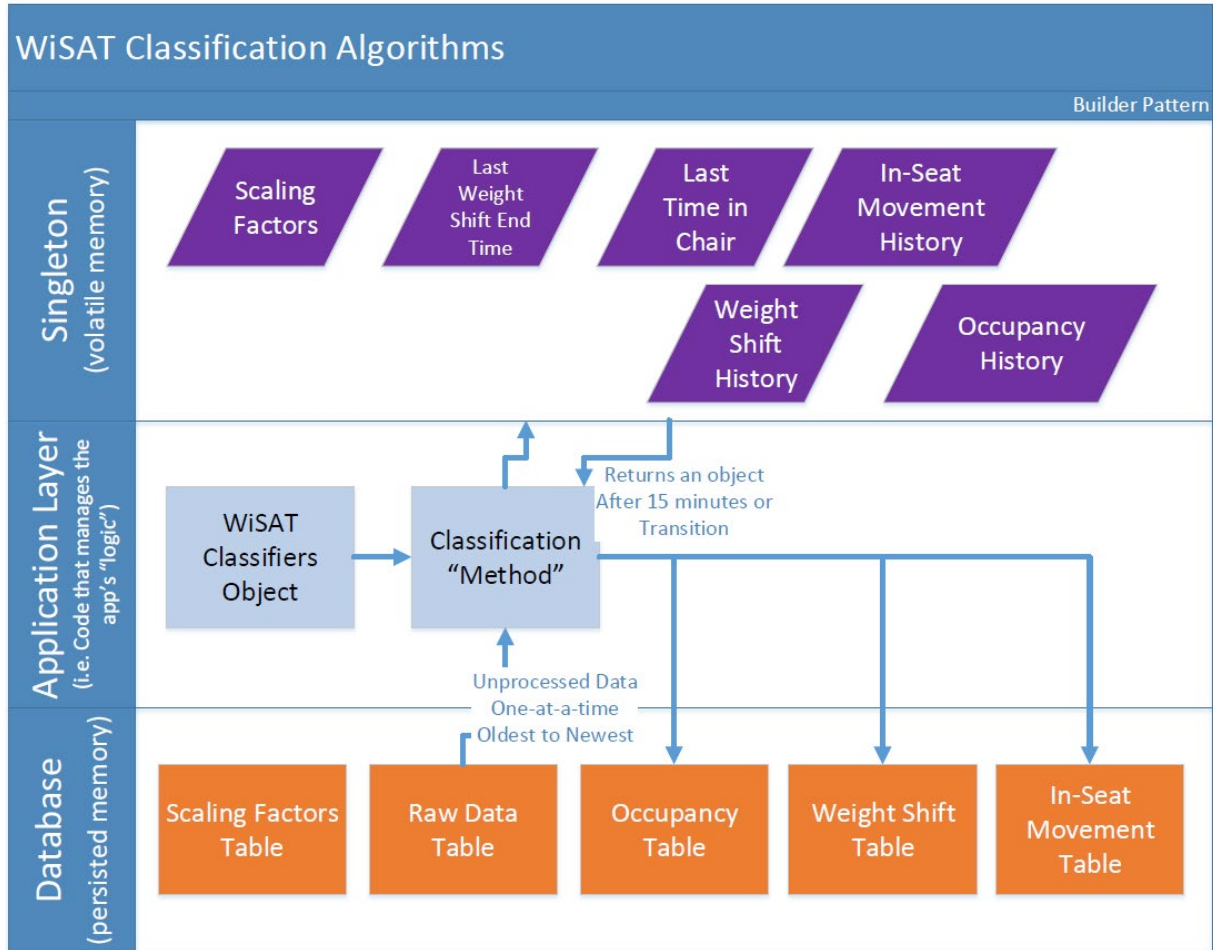 WiSAT Classification Algorithms
Builder Pattern
Singleton
(volatile memory)
Scaling
Factors
Last
Weight
Shift End
Time
Last
Time in
Chair
In-Seat
Movement
History
Weight
Shift
History
Occupancy
History
Application Layer
(i.e. Code that manages the
app's "logic")
WiSAT
Classifiers
Object
Classification
“Method”
Returns an object
After 15 minutes or
Transition
Unprocessed Data
One-at-a-time
Oldest to Newest
Database
(persisted memory)
Scaling Factors
Table
Raw Data
Table
Occupancy
Table
Weight Shift
Table
In-Seat
Movement
Table